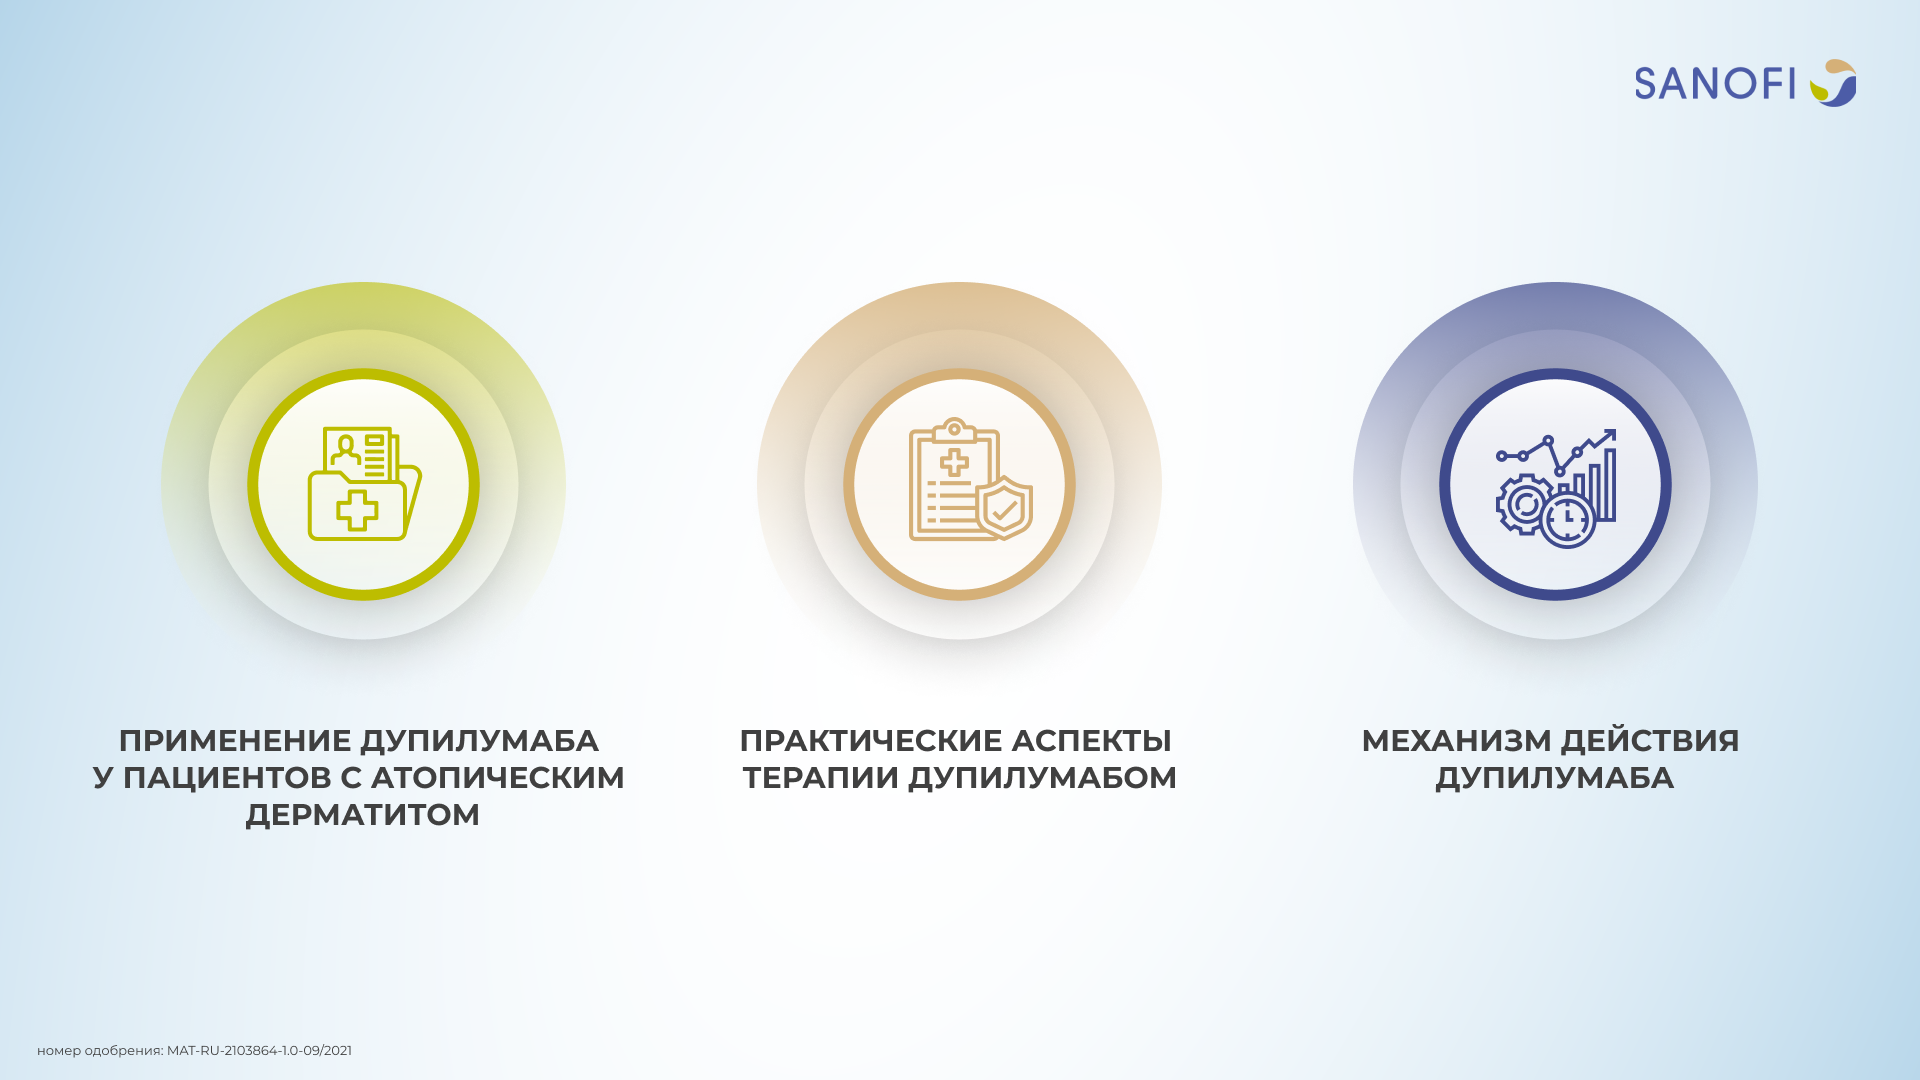 SANOFI
ПРИМЕНЕНИЕ ДУПИЛУМАБА
У ПАЦИЕНТОВ С АТОПИЧЕСКИМ
ДЕРМАТИТОМ
ПРАКТИЧЕСКИЕ АСПЕКТЫ
ТЕРАПИИ ДУПИЛУМАБОМ
МЕХАНИЗМ ДЕЙСТВИЯ
ДУПИЛУМАБА
номер одобрения: MAT-RU-2103864-1.0-09/2021